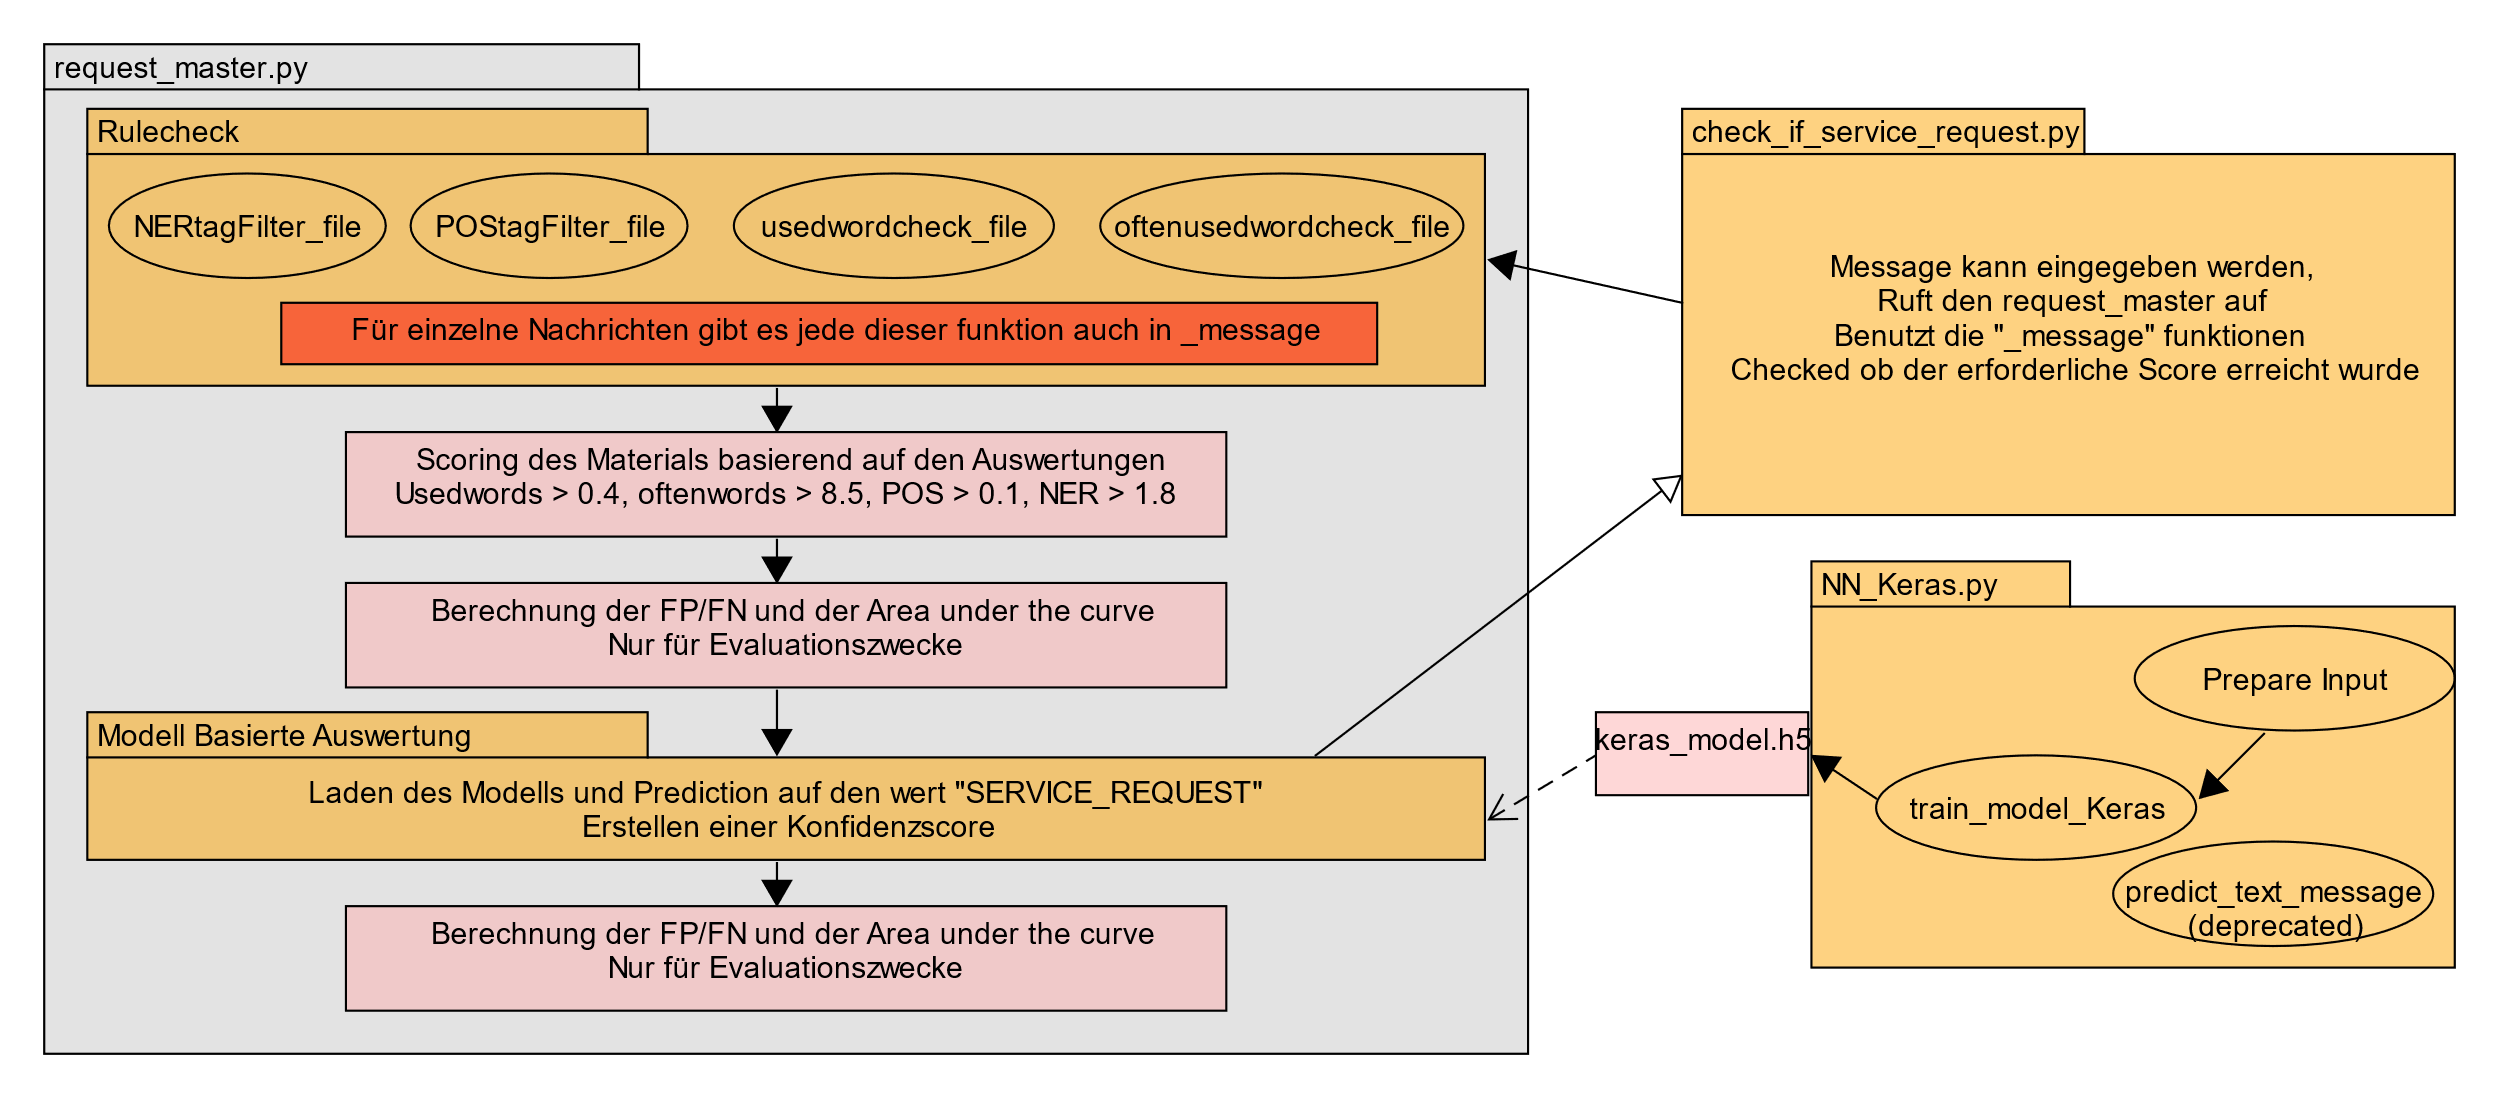 request_master.py
Rulecheck
NERtagFilter_file
POStagFilter_file
usedwordcheck_file
oftenusedwordcheck_file
Für einzelne Nachrichten gibt es jede dieser funktion auch in _message
Scoring des Materials basierend auf den Auswertungen
Usedwords > 0.4, oftenwords > 8.5, POS > 0.1, NER > 1.8
Berechnung der FP/FN und der Area under the curve
Nur für Evaluationszwecke
Modell Basierte Auswertung
Laden des Modells und Prediction auf den wert "SERVICE_REQUEST"
Erstellen einer Konfidenzscore
Berechnung der FP/FN und der Area under the curve
Nur für Evaluationszwecke
check_if_service_request.py
Message kann eingegeben werden,
Ruft den request_master auf
Benutzt die "_message" funktionen
Checked ob der erforderliche Score erreicht wurde
NN_Keras.py
Prepare Input
keras_model.h5
train_model_Keras
predict_text_message
(deprecated)